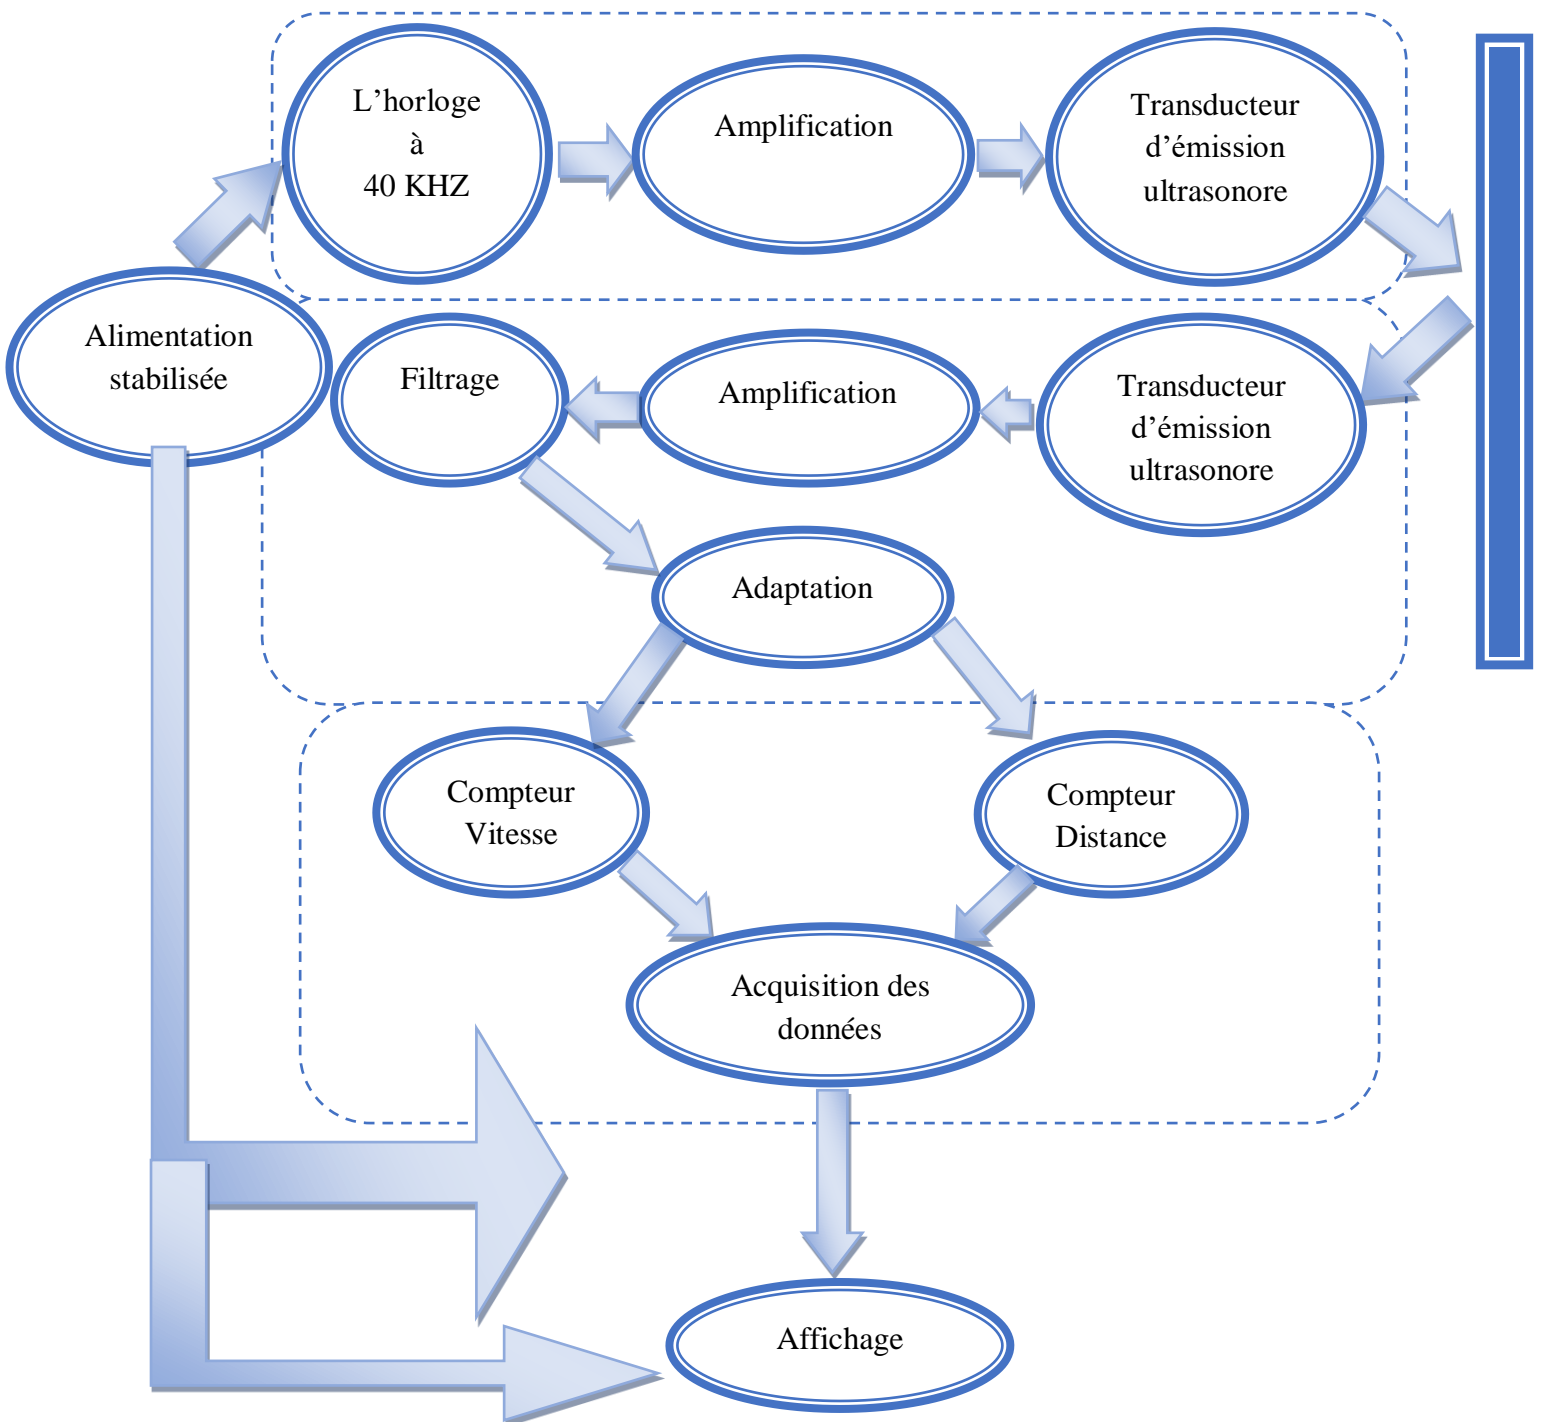 L’horloge
à
40 KHZ
Amplification
Transducteur
d’émission
ultrasonore
Alimentation
stabilisée
Filtrage
Amplification
Transducteur
d’émission
ultrasonore
Adaptation
Compteur
Vitesse
Compteur
Distance
Acquisition des
données
Affichage